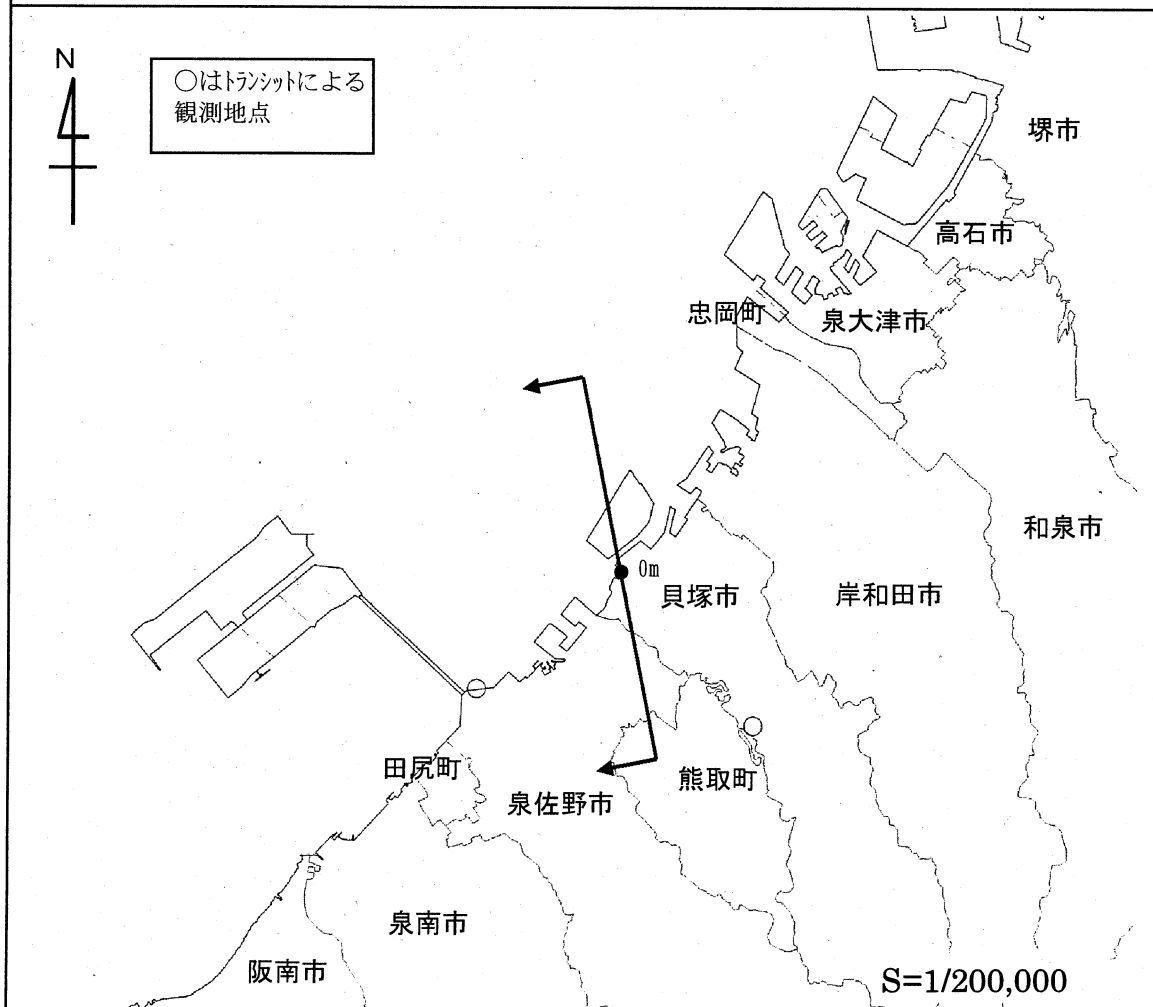 N
○はトランシットによる
観測地点
堺市
高石市
忠岡町
泉大津市
和泉市
0m
貝塚市
岸和田市
田尻町
熊取町
泉佐野市
泉南市
阪南市
S=1/200,000